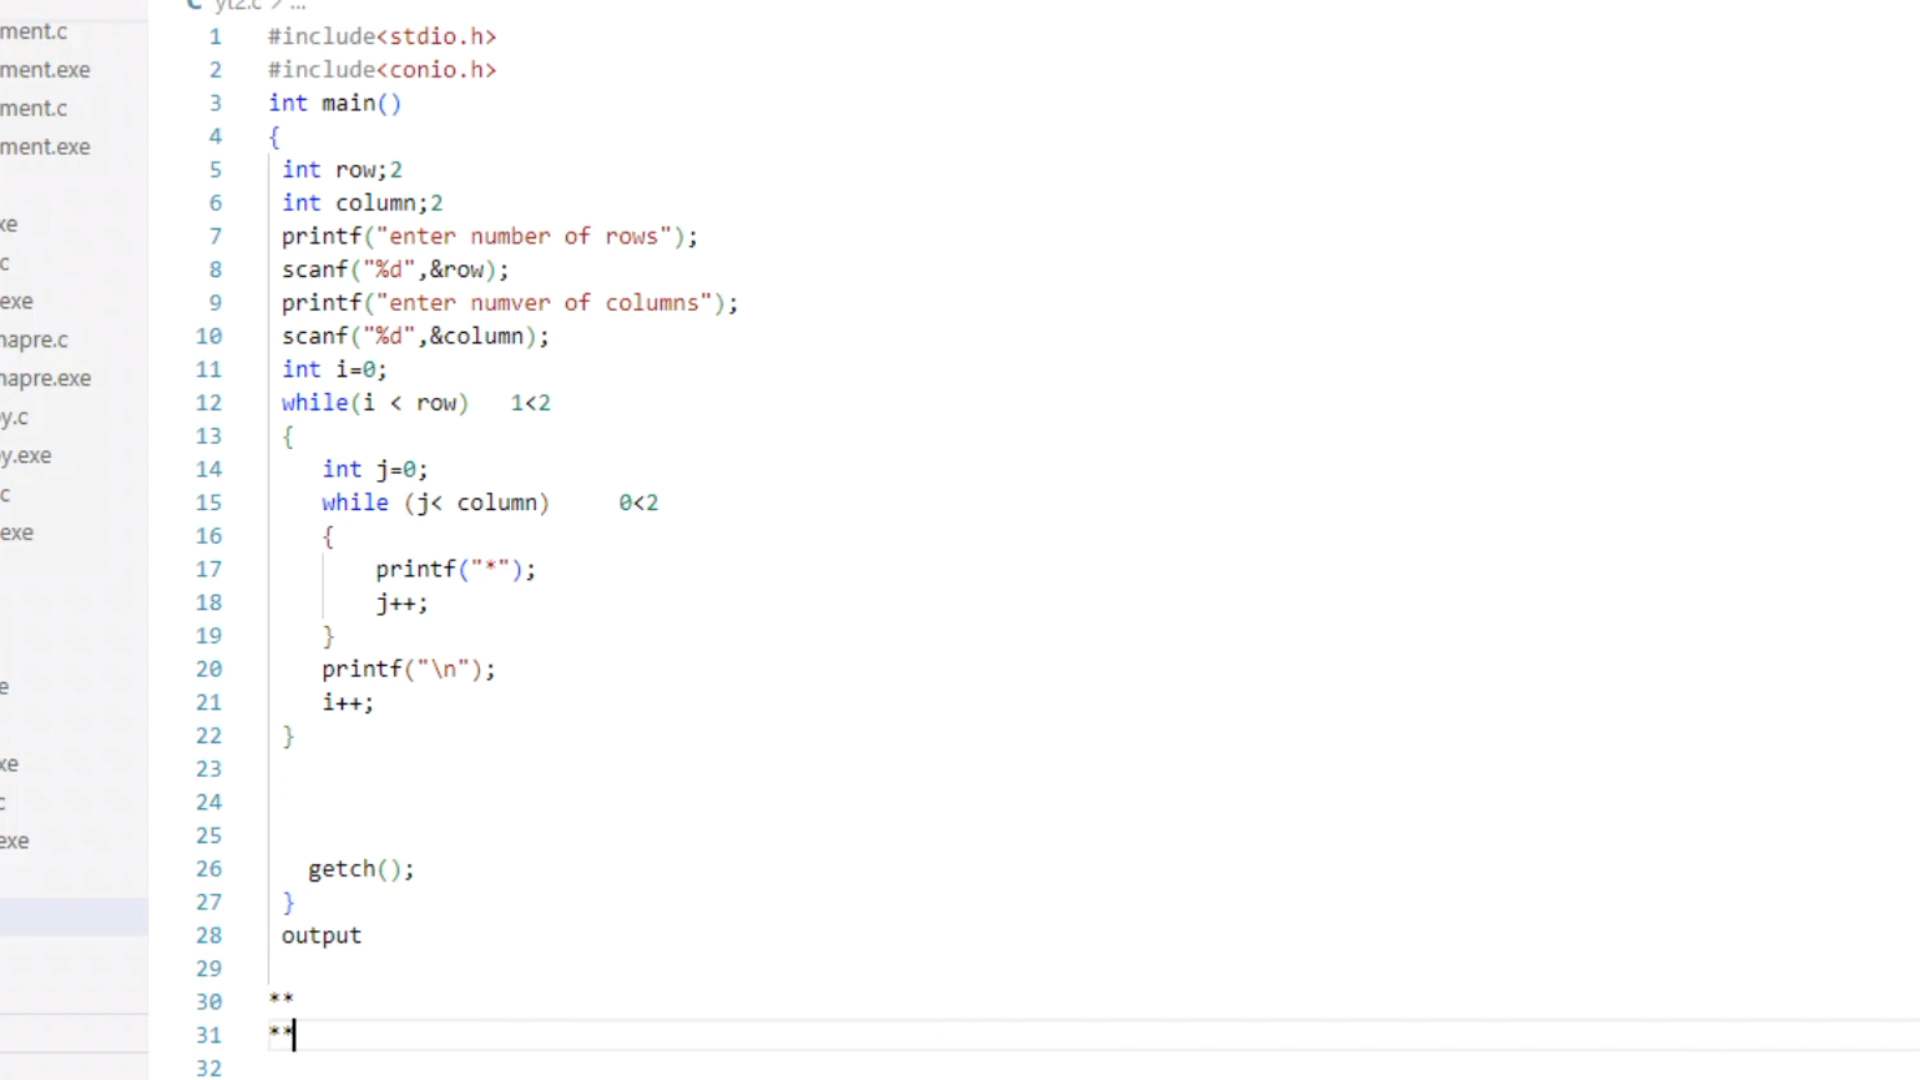 C yt2.c > ...
ment.c
ment.exe
ment.c
ment.exe
xe
c
exe
napre.c
napre.exe
y.c
y.exe
c
exe
e
xe
c
exe
1 #include<stdio.h>
2 #include<conio.h>
3 int main()
4 {
5 int row;2
6 int column;2
7 printf("enter number of rows");
8 scanf("%d",&row);
9 printf("enter numver of columns");
10 scanf("%d",&column);
11 int i=0;
12 while(i < row) 1<2
13 {
14 int j=0;
15 while (j< column) 0<2
16 {
17 printf("*");
18 j++;
19 }
20 printf("\n");
21 i++;
22 }
23
24
25
26 getch();
27 }
28 output
29
30 **
31 **
32